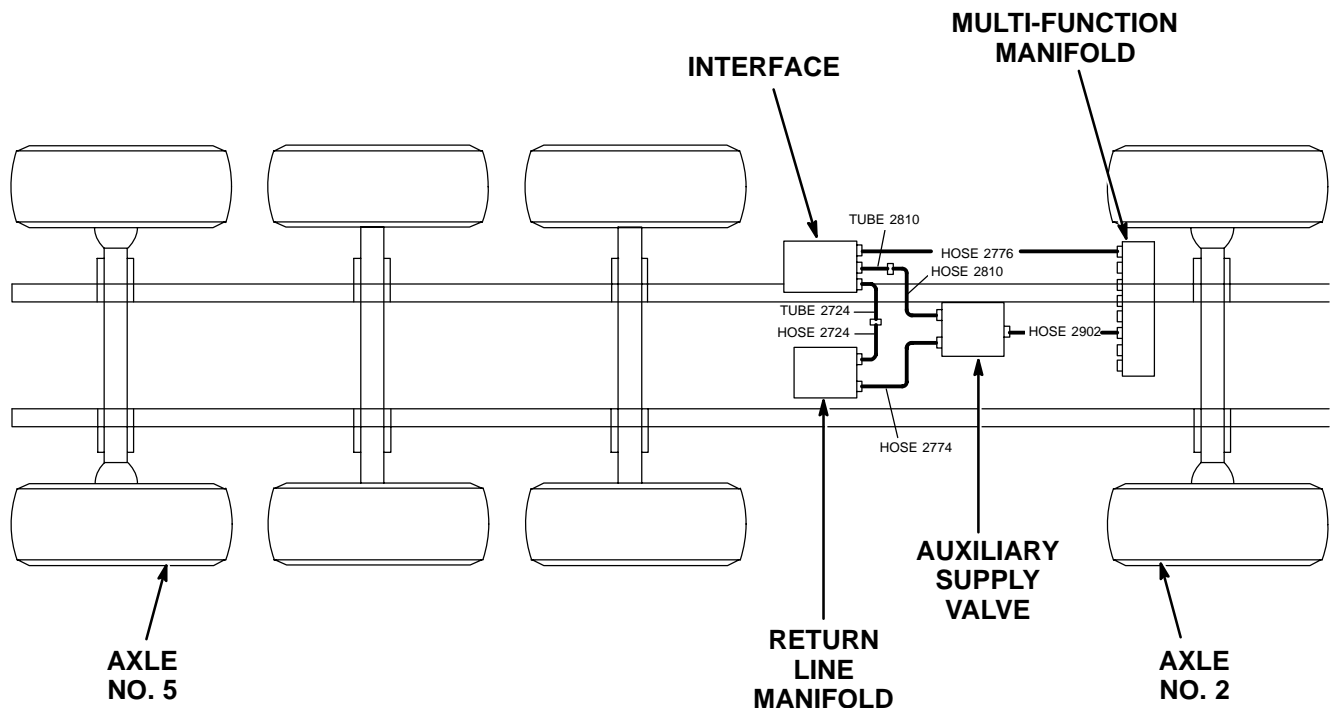 MULTI-FUNCTION
MANIFOLD
INTERFACE
TUBE 2810
HOSE 2776
HOSE 2810
TUBE 2724
HOSE 2724
HOSE 2902
HOSE 2774
AUXILIARY
SUPPLY
VALVE
RETURN
LINE
MANIFOLD
AXLE
NO. 5
AXLE
NO. 2